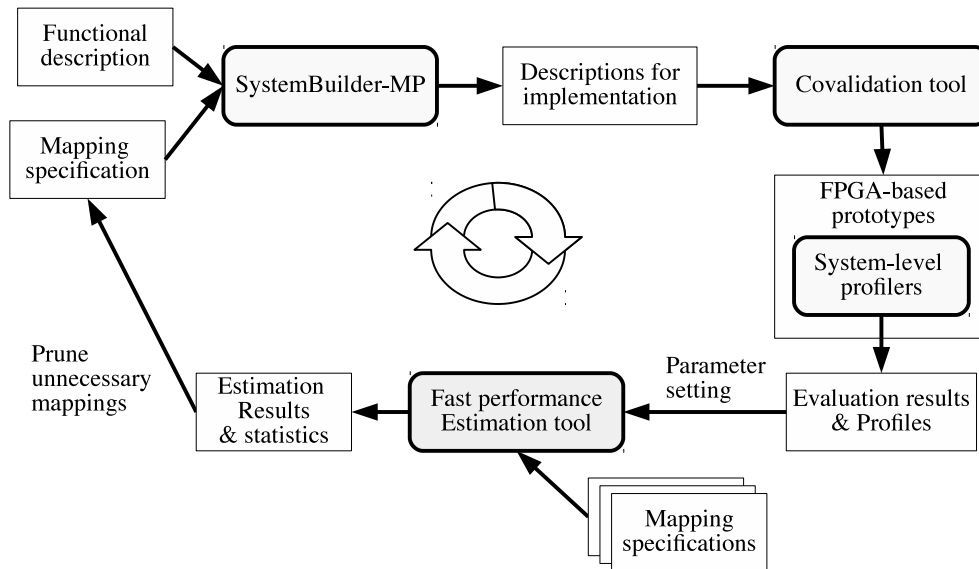 Functional
description
SystemBuilder-MP
Descriptions for
implementation
Covalidation tool
Mapping
specification
FPGA-based
prototypes
System-level
profilers
Prune
unnecessary
mappings
Estimation
Results
& statistics
Fast performance
Estimation tool
Parameter
setting
Evaluation results
& Profiles
Mapping
specifications